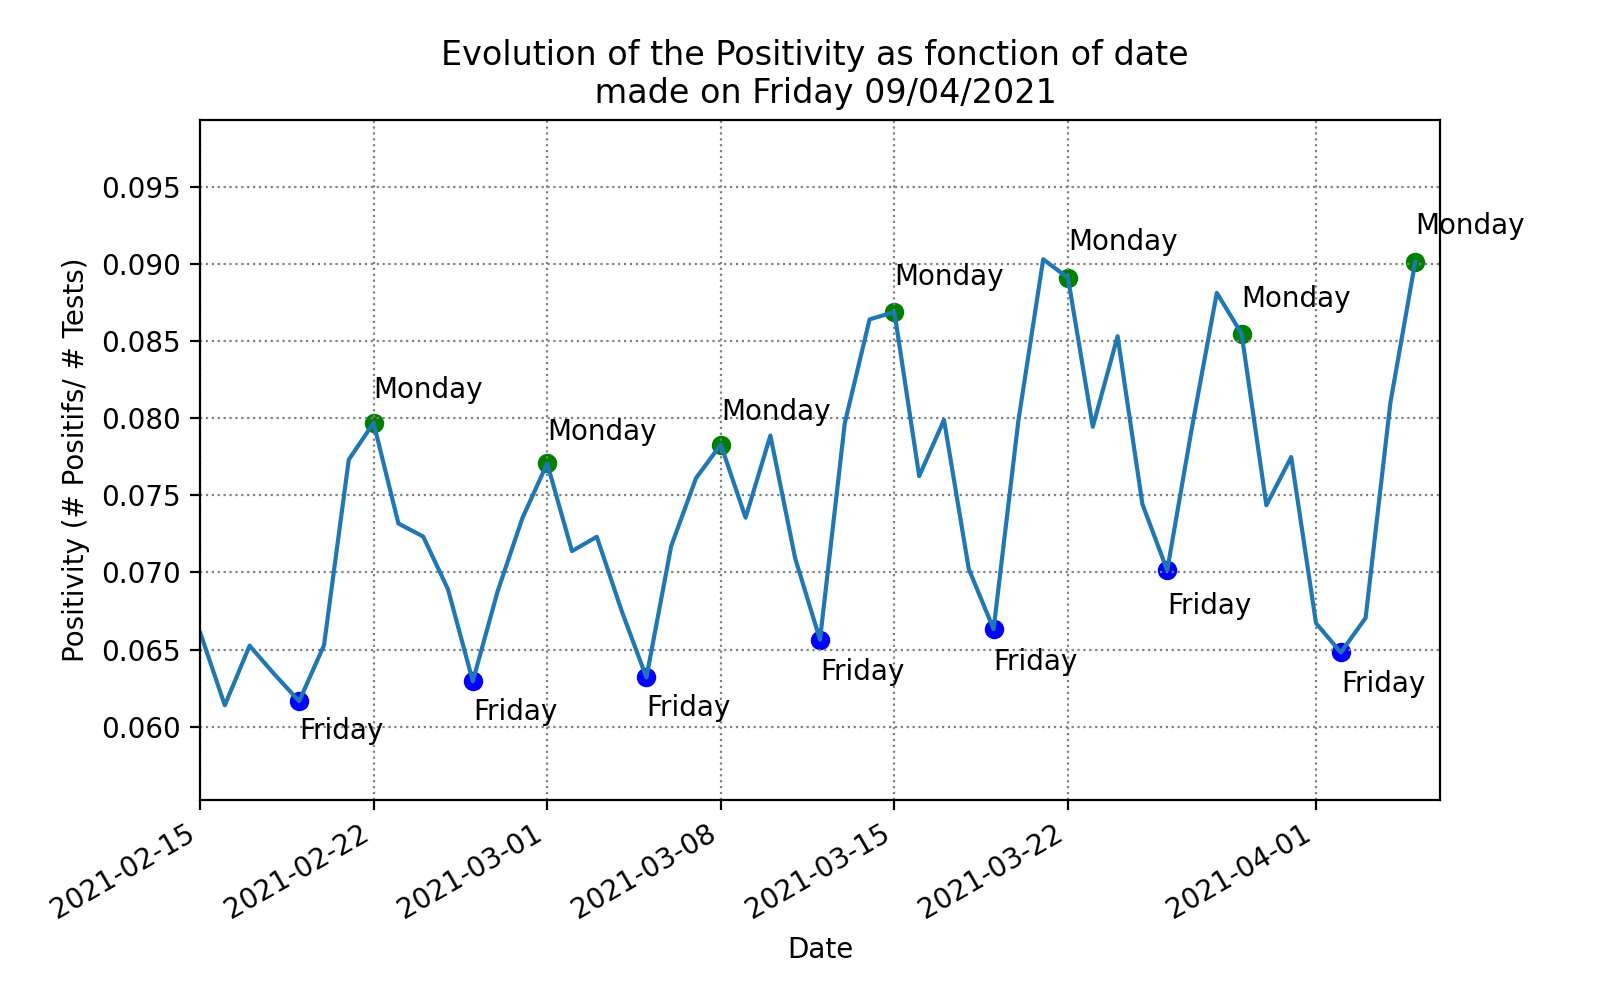 Evolution of the Positivity as fonction of date
made on Friday 09/04/2021
Positivity (# Positifs/ # Tests)
0.095
0.090
0.085
0.080
0.075
0.070
0.065
0.060
Monday
Monday
Monday
Monday
Monday
Monday
Monday
Friday
Friday
Friday
Friday
Friday
Friday
Friday
2021-02-15
2021-02-22
2021-03-01
2021-03-08
2021-03-15
2021-03-22
2021-04-01
Date